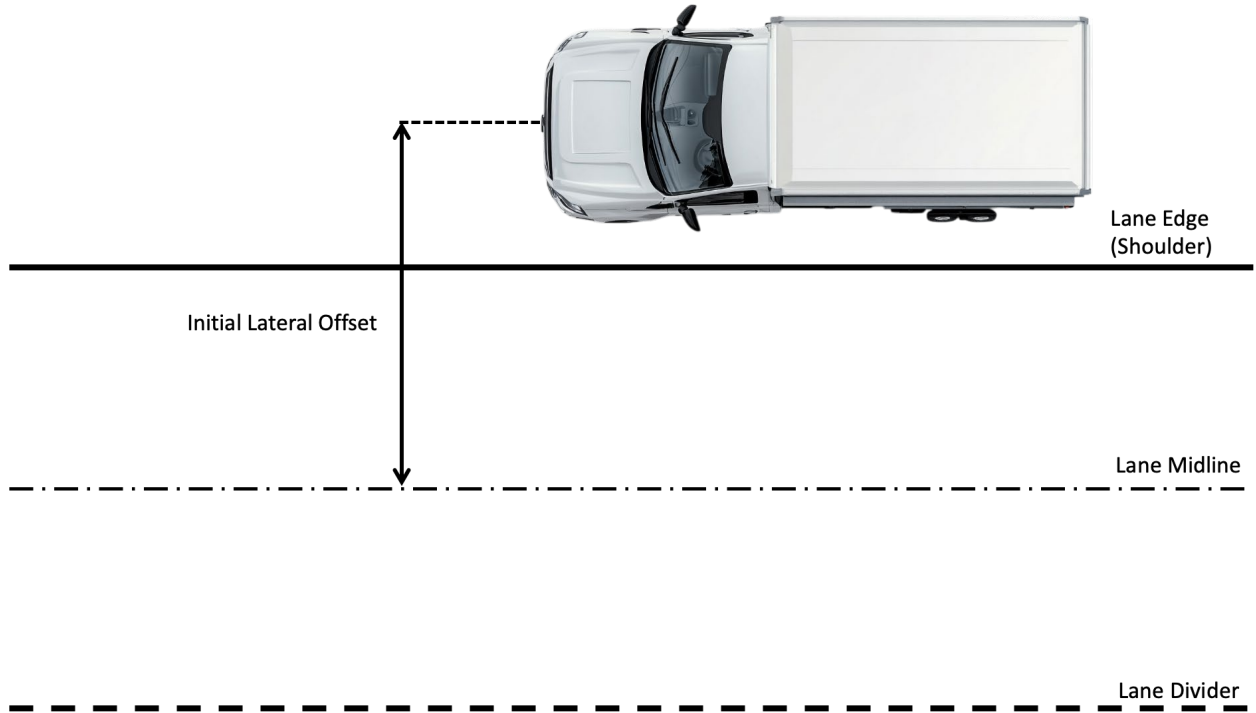 Lane Edge
(Shoulder)
Initial Lateral Offset
Lane Midline
Lane Divider